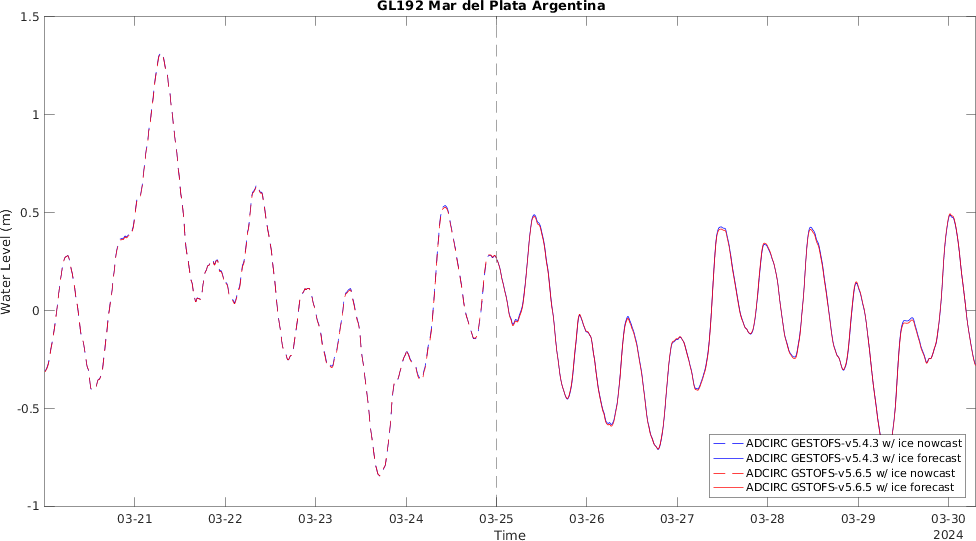 GL192 Mar del Plata Argentina
1.5
1
0.5
0
-0.5
-1
Water Level (m)
03-21 03-22 03-23 03-24 03-25 03-26 03-27 03-28 03-29 03-30
Time
2024
ADCIRC GESTOFS-v5.4.3 w/ ice nowcast
ADCIRC GESTOFS-v5.4.3 w/ ice forecast
ADCIRC GSTOFS-v5.6.5 w/ ice nowcast
ADCIRC GSTOFS-v5.6.5 w/ ice forecast